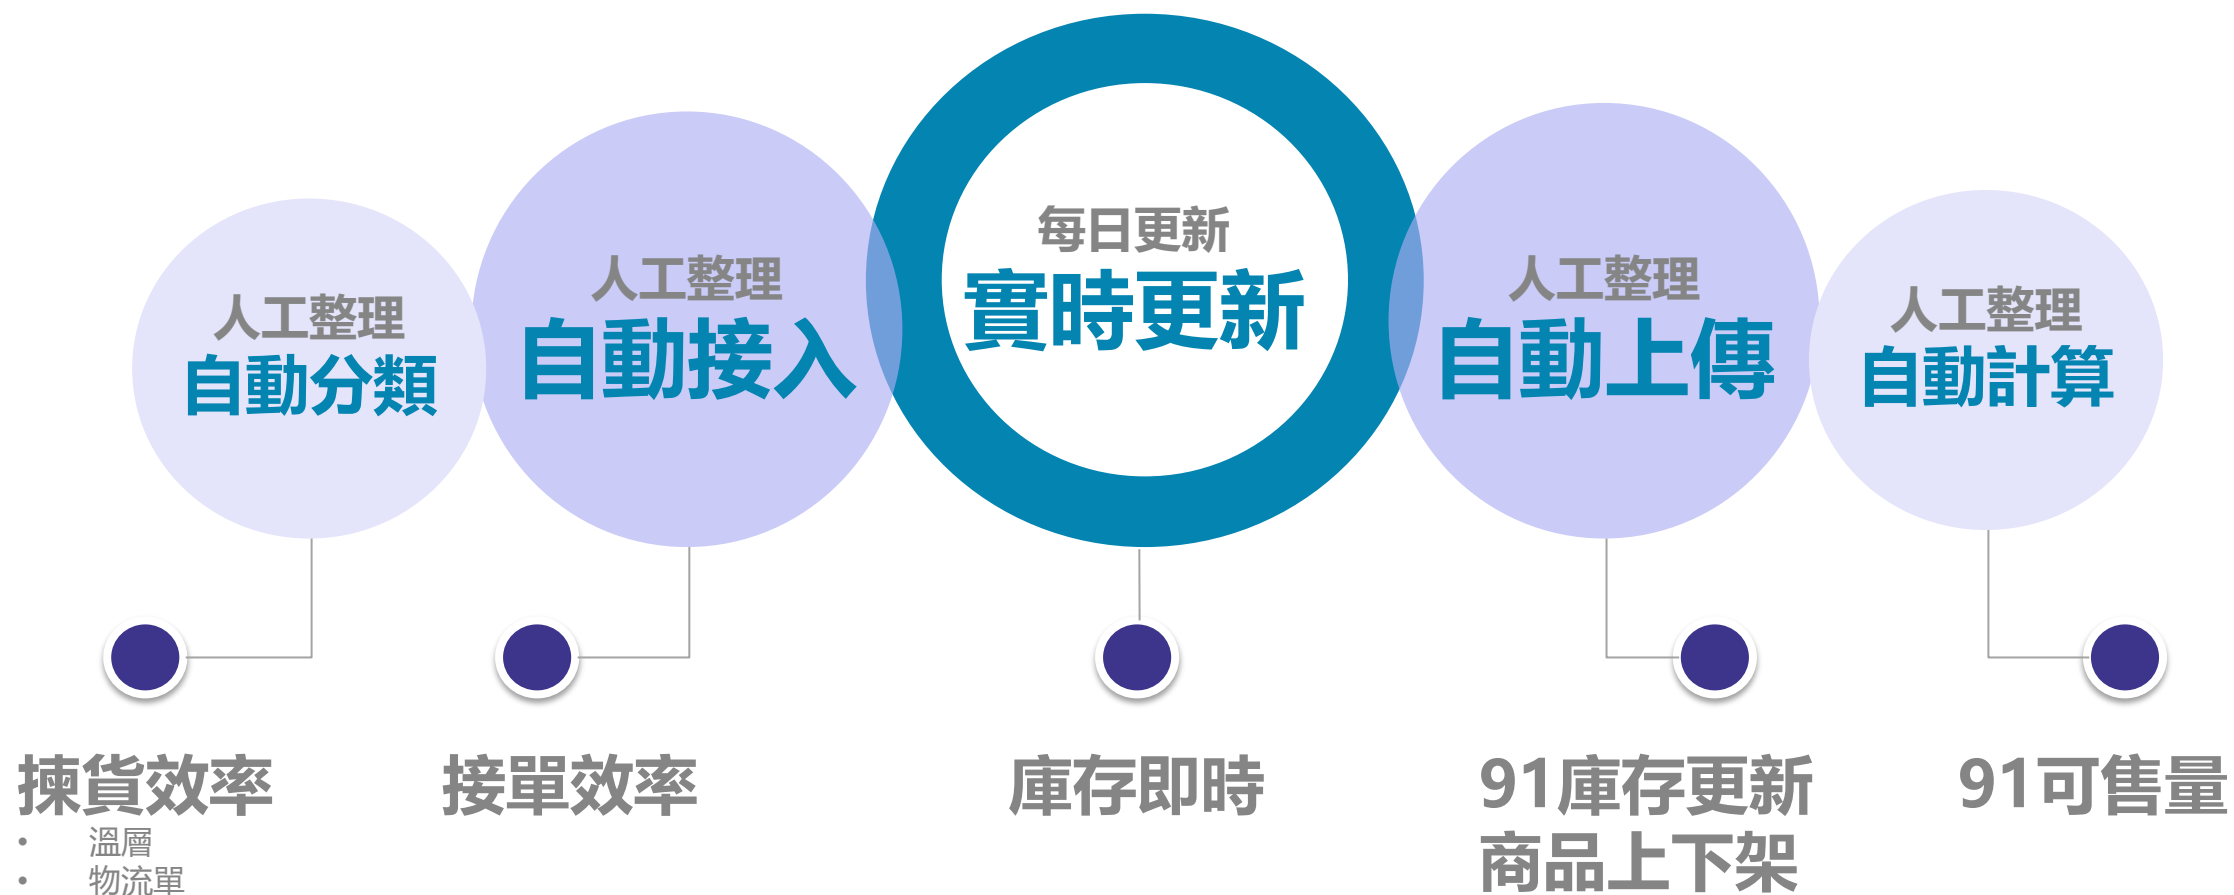 人工整理
自動分類
人工整理
自動接入
每日更新
實時更新
人工整理
自動上傳
人工整理
自動計算
揀貨效率
• 溫層
• 物流單
接單效率
庫存即時
91庫存更新
商品上下架
91可售量